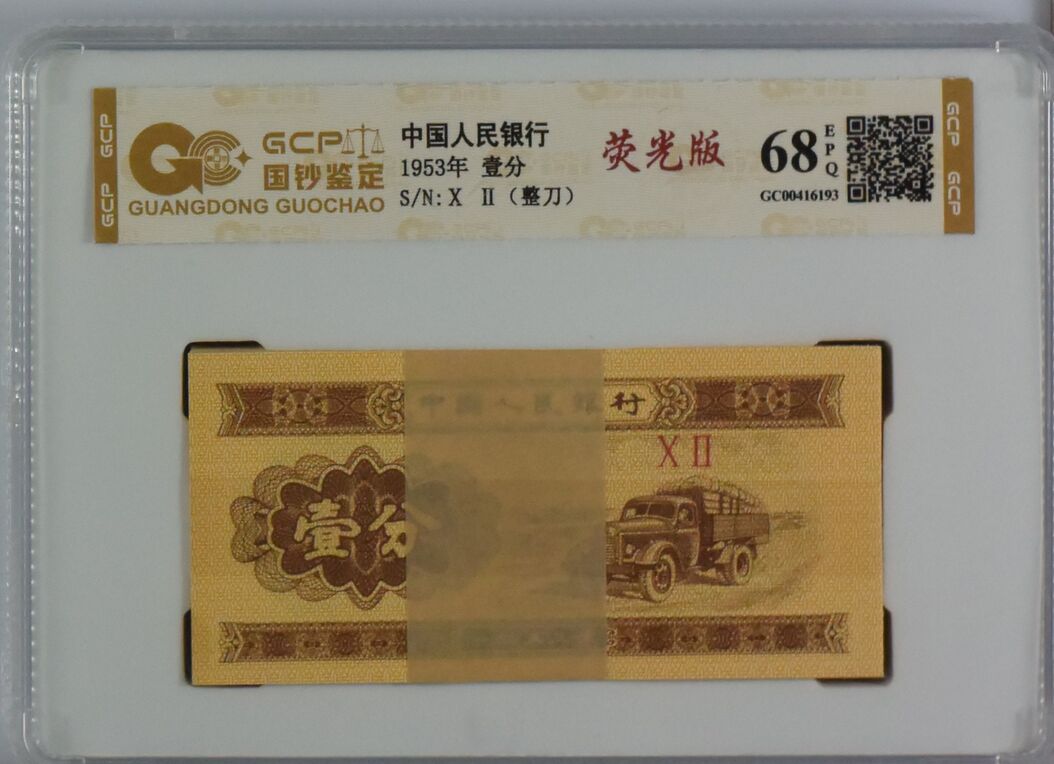 GCP
GCP
GCP
国钞鉴定
GUANGDONG GUOCHAO
中国人民银行
1953年 壹分
S/N: X Ⅱ（整刀）
荧光版
68
EPQ
GC00416193
GCP
GCP
中国人民银行
XⅡ
壹分